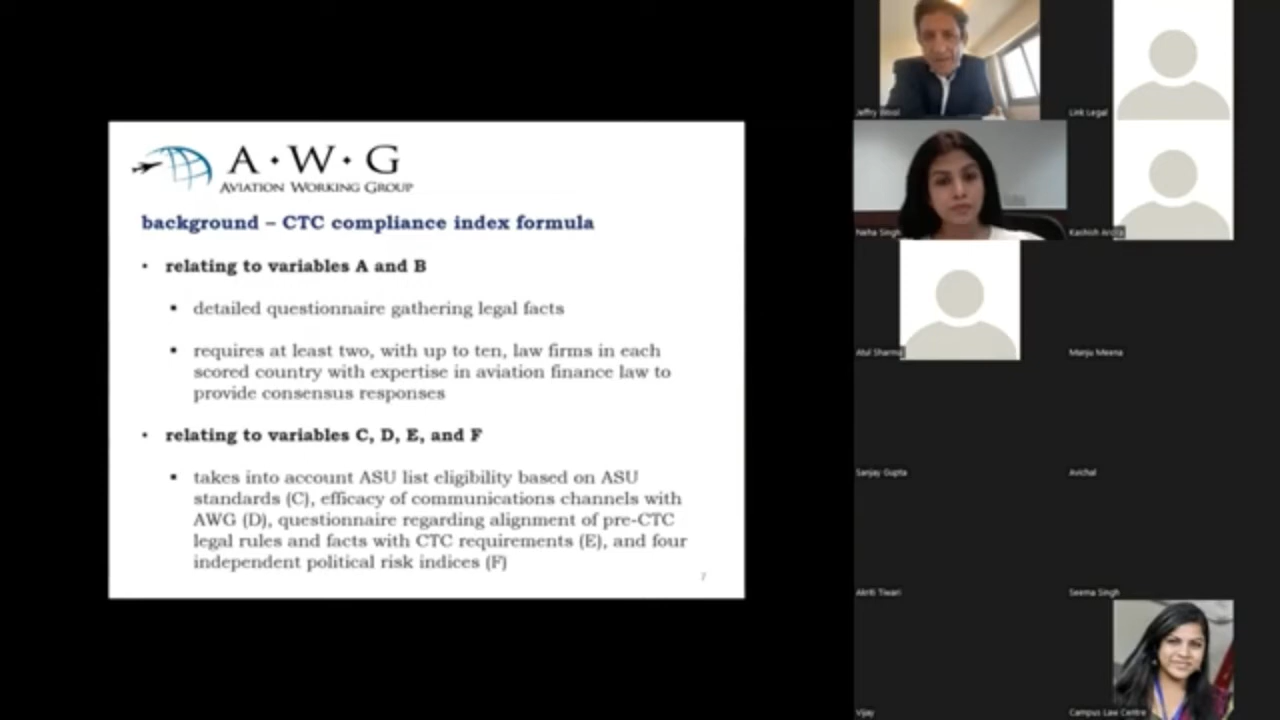 A·W·G
AVIATION WORKING GROUP
background – CTC compliance index formula
• relating to variables A and B
▪ detailed questionnaire gathering legal facts
▪ requires at least two, with up to ten, law firms in each
scored country with expertise in aviation finance law to
provide consensus responses
• relating to variables C, D, E, and F
▪ takes into account ASU list eligibility based on ASU
standards (C), efficacy of communications channels with
AWG (D), questionnaire regarding alignment of pre-CTC
legal rules and facts with CTC requirements (E), and four
independent political risk indices (F)
7
Jeffry Wool
Link Legal
Neha Singh
Kashish Arora
Atul Sharma
Manju Meena
Sanjay Gupta
Avichal
Akriti Tiwari
Seema Singh
Vijay
Campus Law Centre